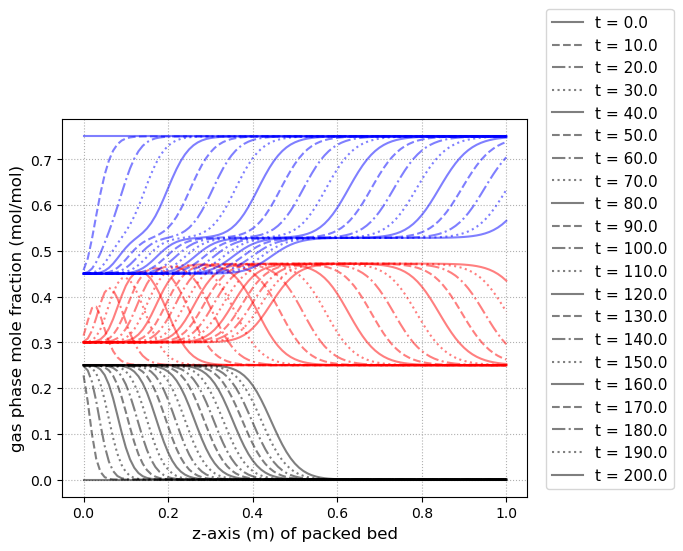 t = 0.0
t = 10.0
t = 20.0
t = 30.0
t = 40.0
t = 50.0
t = 60.0
t = 70.0
t = 80.0
t = 90.0
t = 100.0
t = 110.0
t = 120.0
t = 130.0
t = 140.0
t = 150.0
t = 160.0
t = 170.0
t = 180.0
t = 190.0
t = 200.0
gas phase mole fraction (mol/mol)
0.7
0.6
0.5
0.4
0.3
0.2
0.1
0.0
0.0 0.2 0.4 0.6 0.8 1.0
z-axis (m) of packed bed